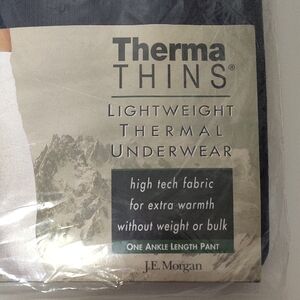 Therma
THINS®
LIGHTWEIGHT
THERMAL
UNDERWEAR
high tech fabric
for extra warmth
without weight or bulk
ONE ANKLE LENGTH PANT
J.E. Morgan